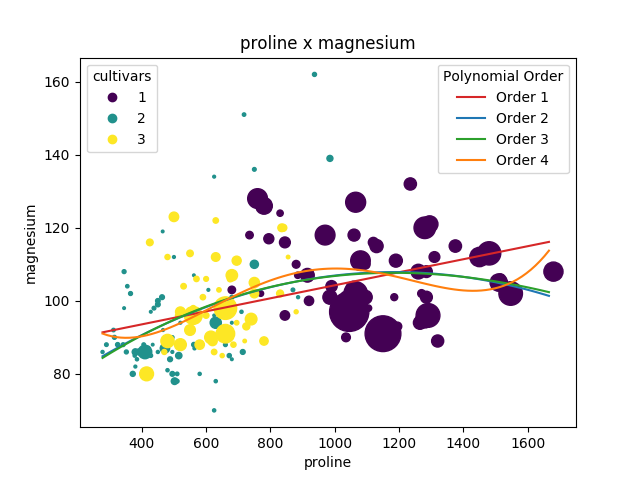 proline x magnesium
cultivars
1
2
3
Polynomial Order
Order 1
Order 2
Order 3
Order 4
magnesium
160
140
120
100
80
400 600 800 1000 1200 1400 1600
proline